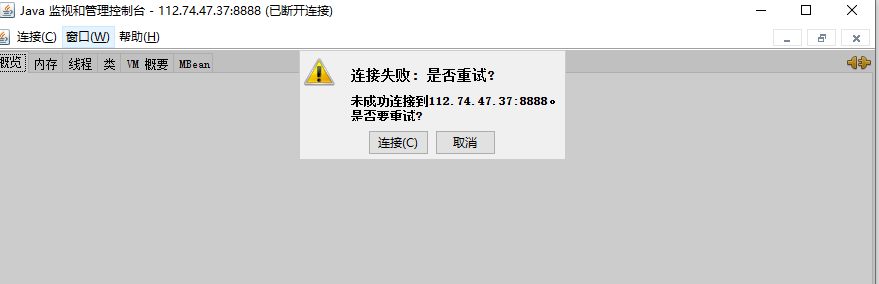 Java 监视和管理控制台 - 112.74.47.37:8888 (已断开连接)
连接(C) 窗口(W) 帮助(H)
概览 内存 线程 类 VM 概要 MBean
连接失败：是否重试?
未成功连接到112.74.47.37:8888。
是否要重试?
连接(C) 取消